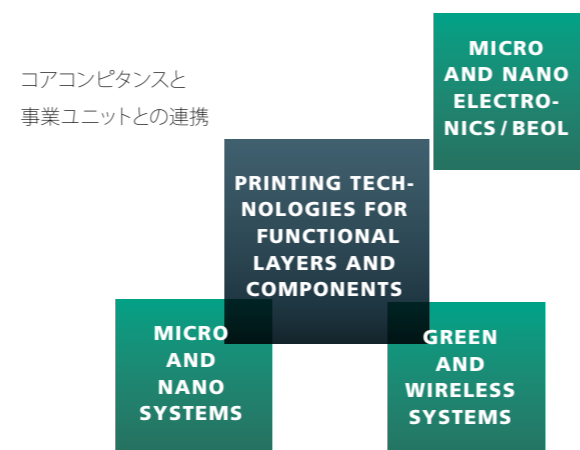 コアコンピタンスと
事業ユニットとの連携
MICRO
AND NANO
ELECTRO-
NICS / BEOL
PRINTING TECH-
NOLOGIES FOR
FUNCTIONAL
LAYERS AND
COMPONENTS
MICRO
AND
NANO
SYSTEMS
GREEN
AND
WIRELESS
SYSTEMS